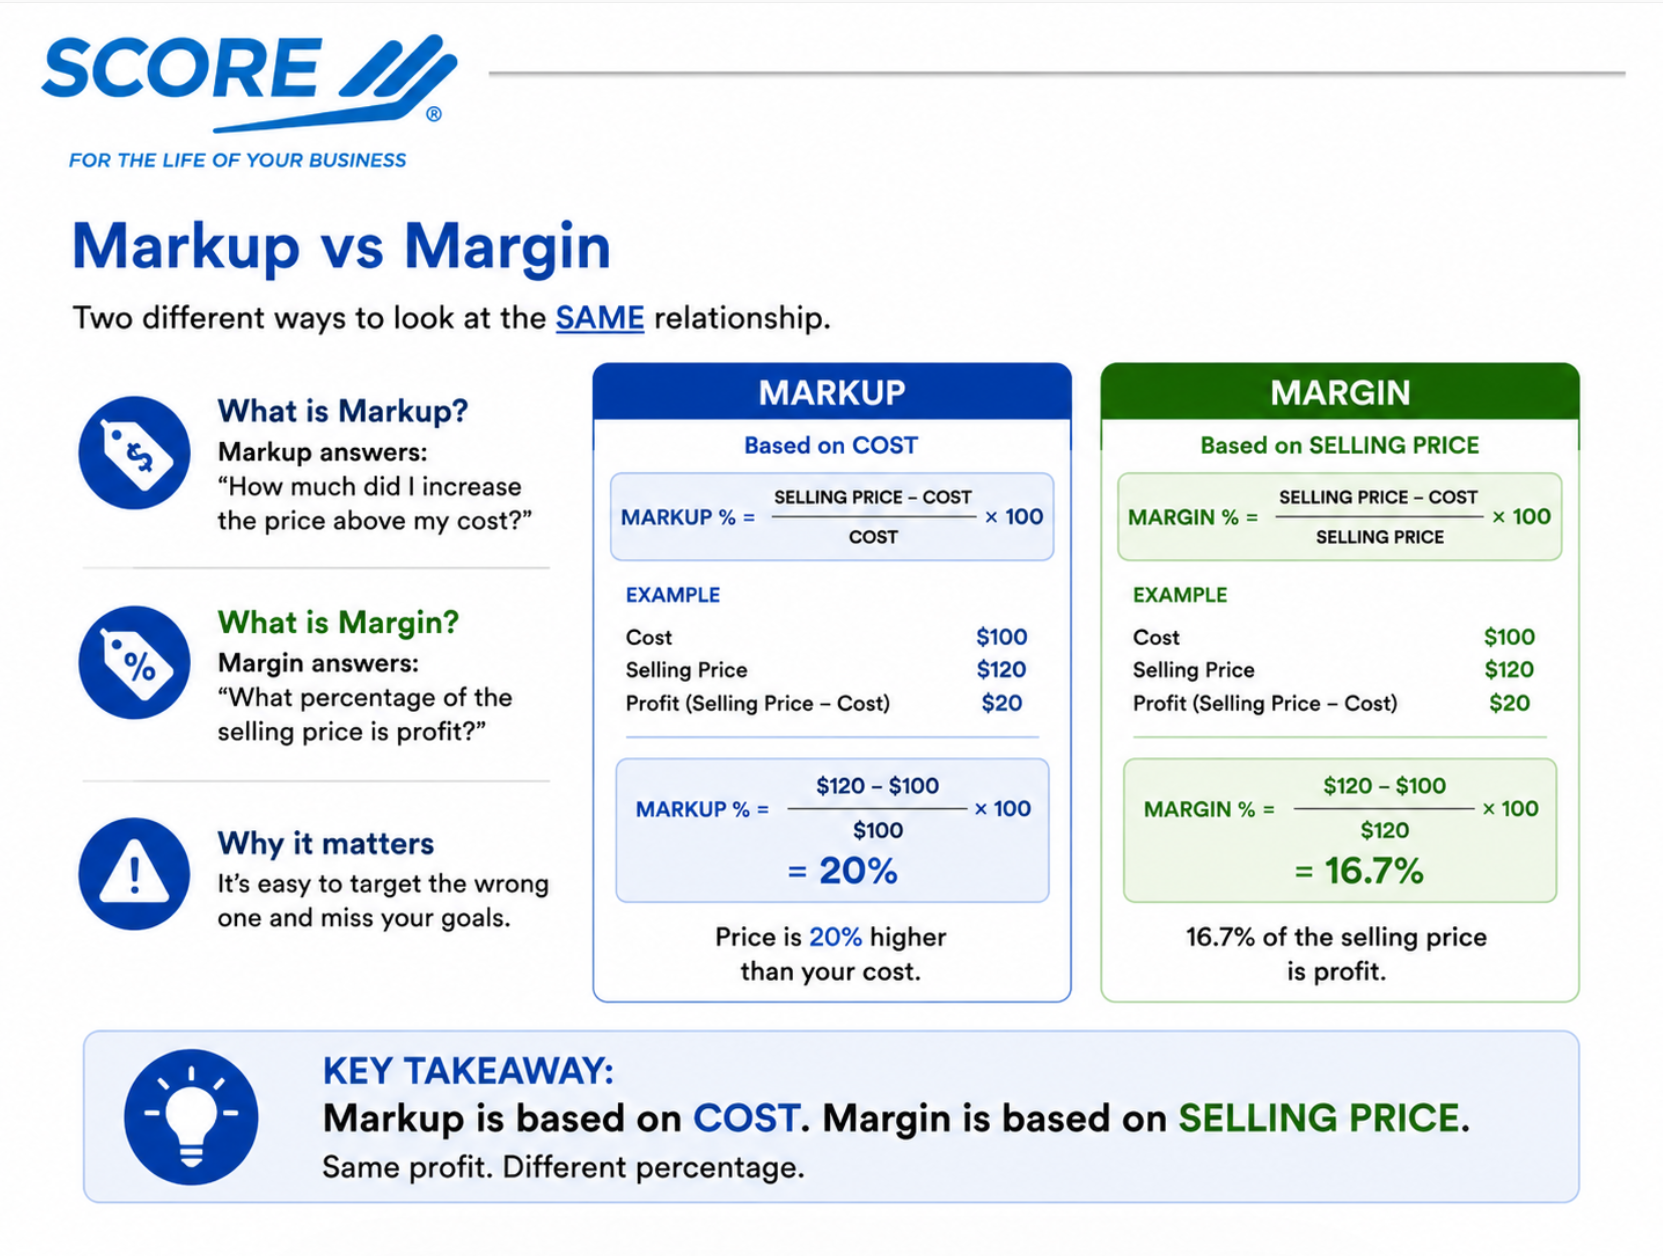 SCORE
®
FOR THE LIFE OF YOUR BUSINESS
Markup vs Margin
Two different ways to look at the SAME relationship.
What is Markup?
Markup answers:
“How much did I increase
the price above my cost?”
What is Margin?
Margin answers:
“What percentage of the
selling price is profit?”
Why it matters
It’s easy to target the wrong
one and miss your goals.
MARKUP
Based on COST
MARKUP % = SELLING PRICE – COST / COST × 100
EXAMPLE
Cost $100
Selling Price $120
Profit (Selling Price – Cost) $20
MARKUP % = $120 – $100 / $100 × 100
= 20%
Price is 20% higher
than your cost.
MARGIN
Based on SELLING PRICE
MARGIN % = SELLING PRICE – COST / SELLING PRICE × 100
EXAMPLE
Cost $100
Selling Price $120
Profit (Selling Price – Cost) $20
MARGIN % = $120 – $100 / $120 × 100
= 16.7%
16.7% of the selling price
is profit.
KEY TAKEAWAY:
Markup is based on COST. Margin is based on SELLING PRICE.
Same profit. Different percentage.